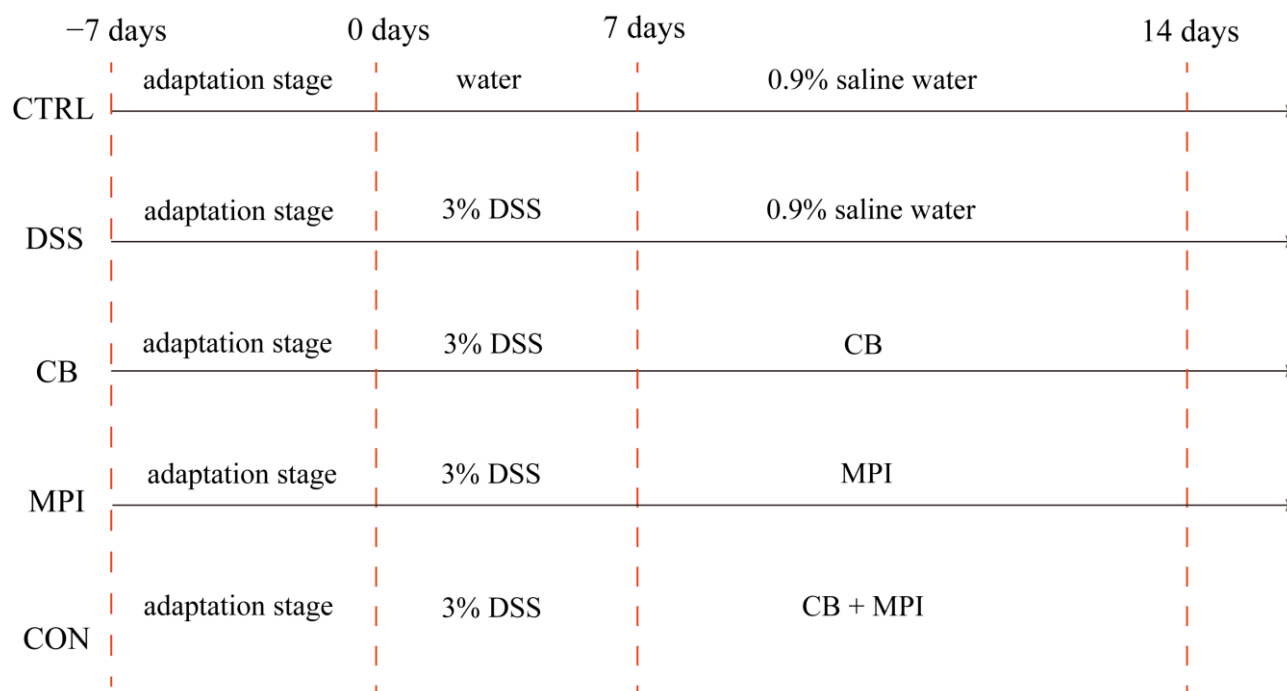 −7 days 0 days 7 days 14 days
adaptation stage water 0.9% saline water
CTRL
adaptation stage 3% DSS 0.9% saline water
DSS
adaptation stage 3% DSS CB
CB
adaptation stage 3% DSS MPI
MPI
adaptation stage 3% DSS CB + MPI
CON